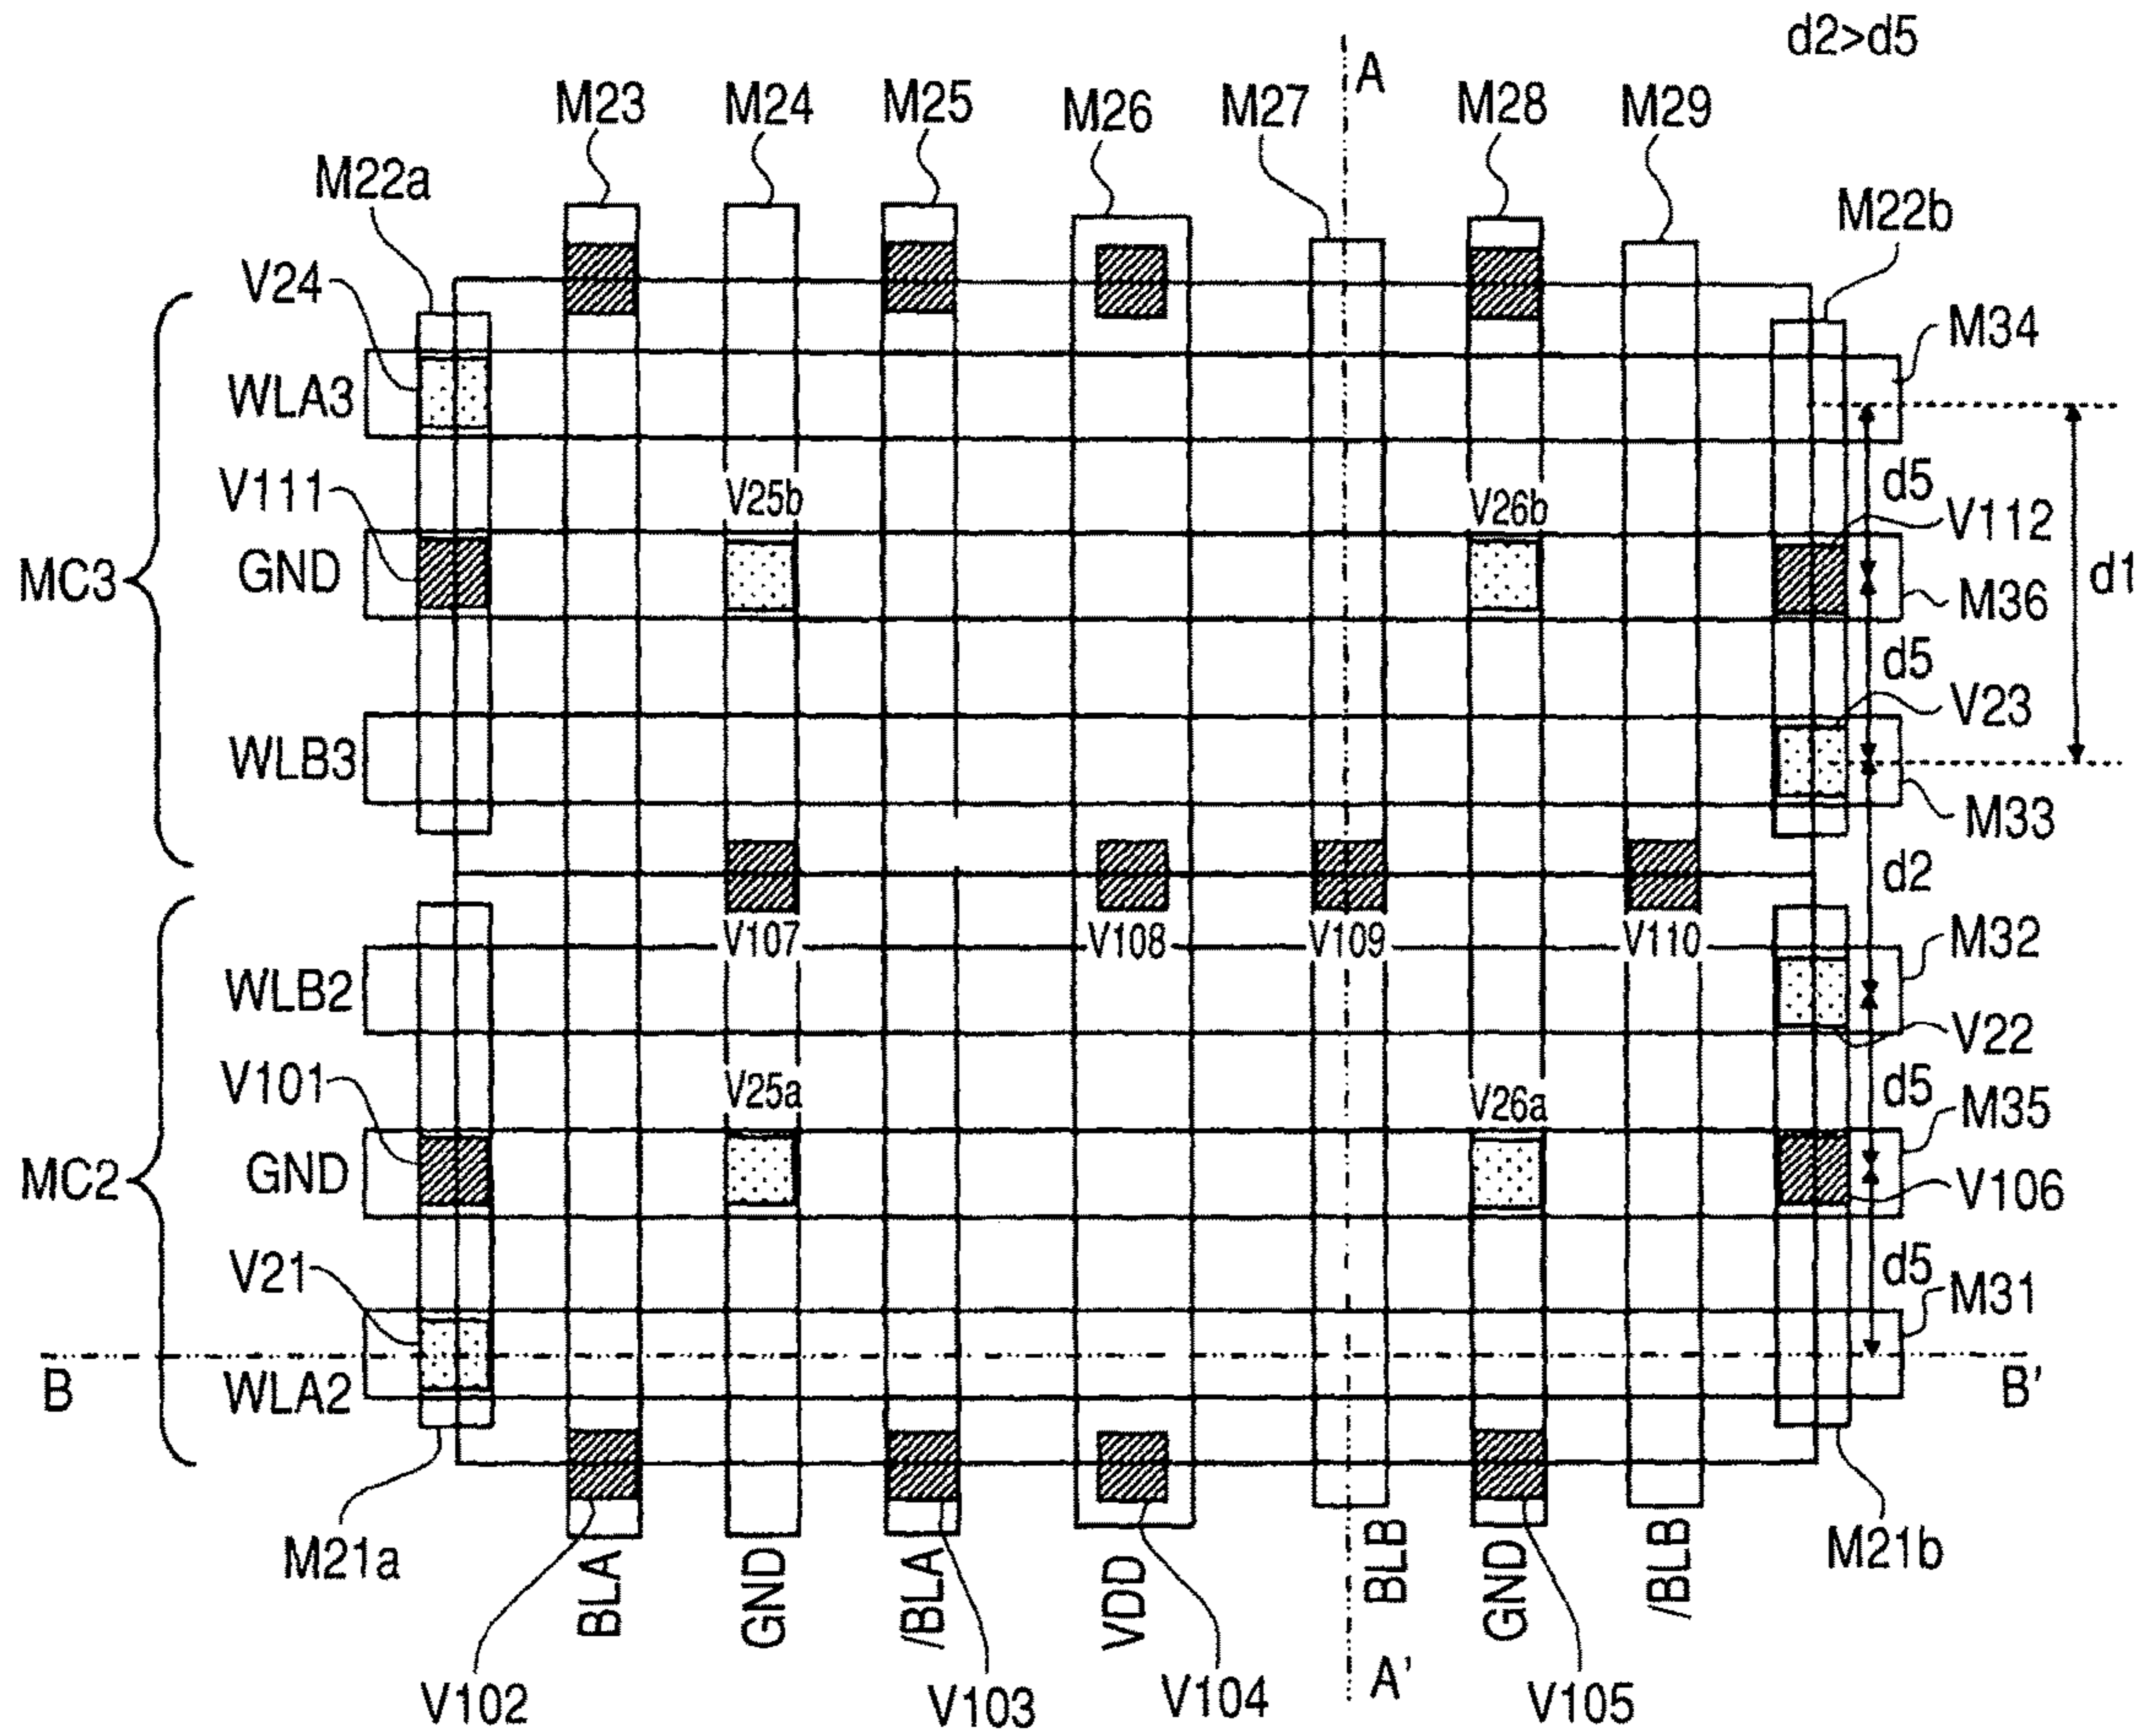 d2>d5
A
M23
M24
M25
M26
M27
M28
M29
M22a
M22b
V24
M34
WLA3
V111
V25b
V26b
d5
V112
MC3
GND
d1
M36
d5
V23
WLB3
M33
d2
V107
V108
V109
V110
M32
WLB2
V22
V101
V25a
V26a
d5
M35
MC2
GND
V106
V21
d5
M31
B
WLA2
B'
M21a
M21b
BLA
GND
/BLA
VDD
BLB
GND
/BLB
V102
V103
V104
A'
V105